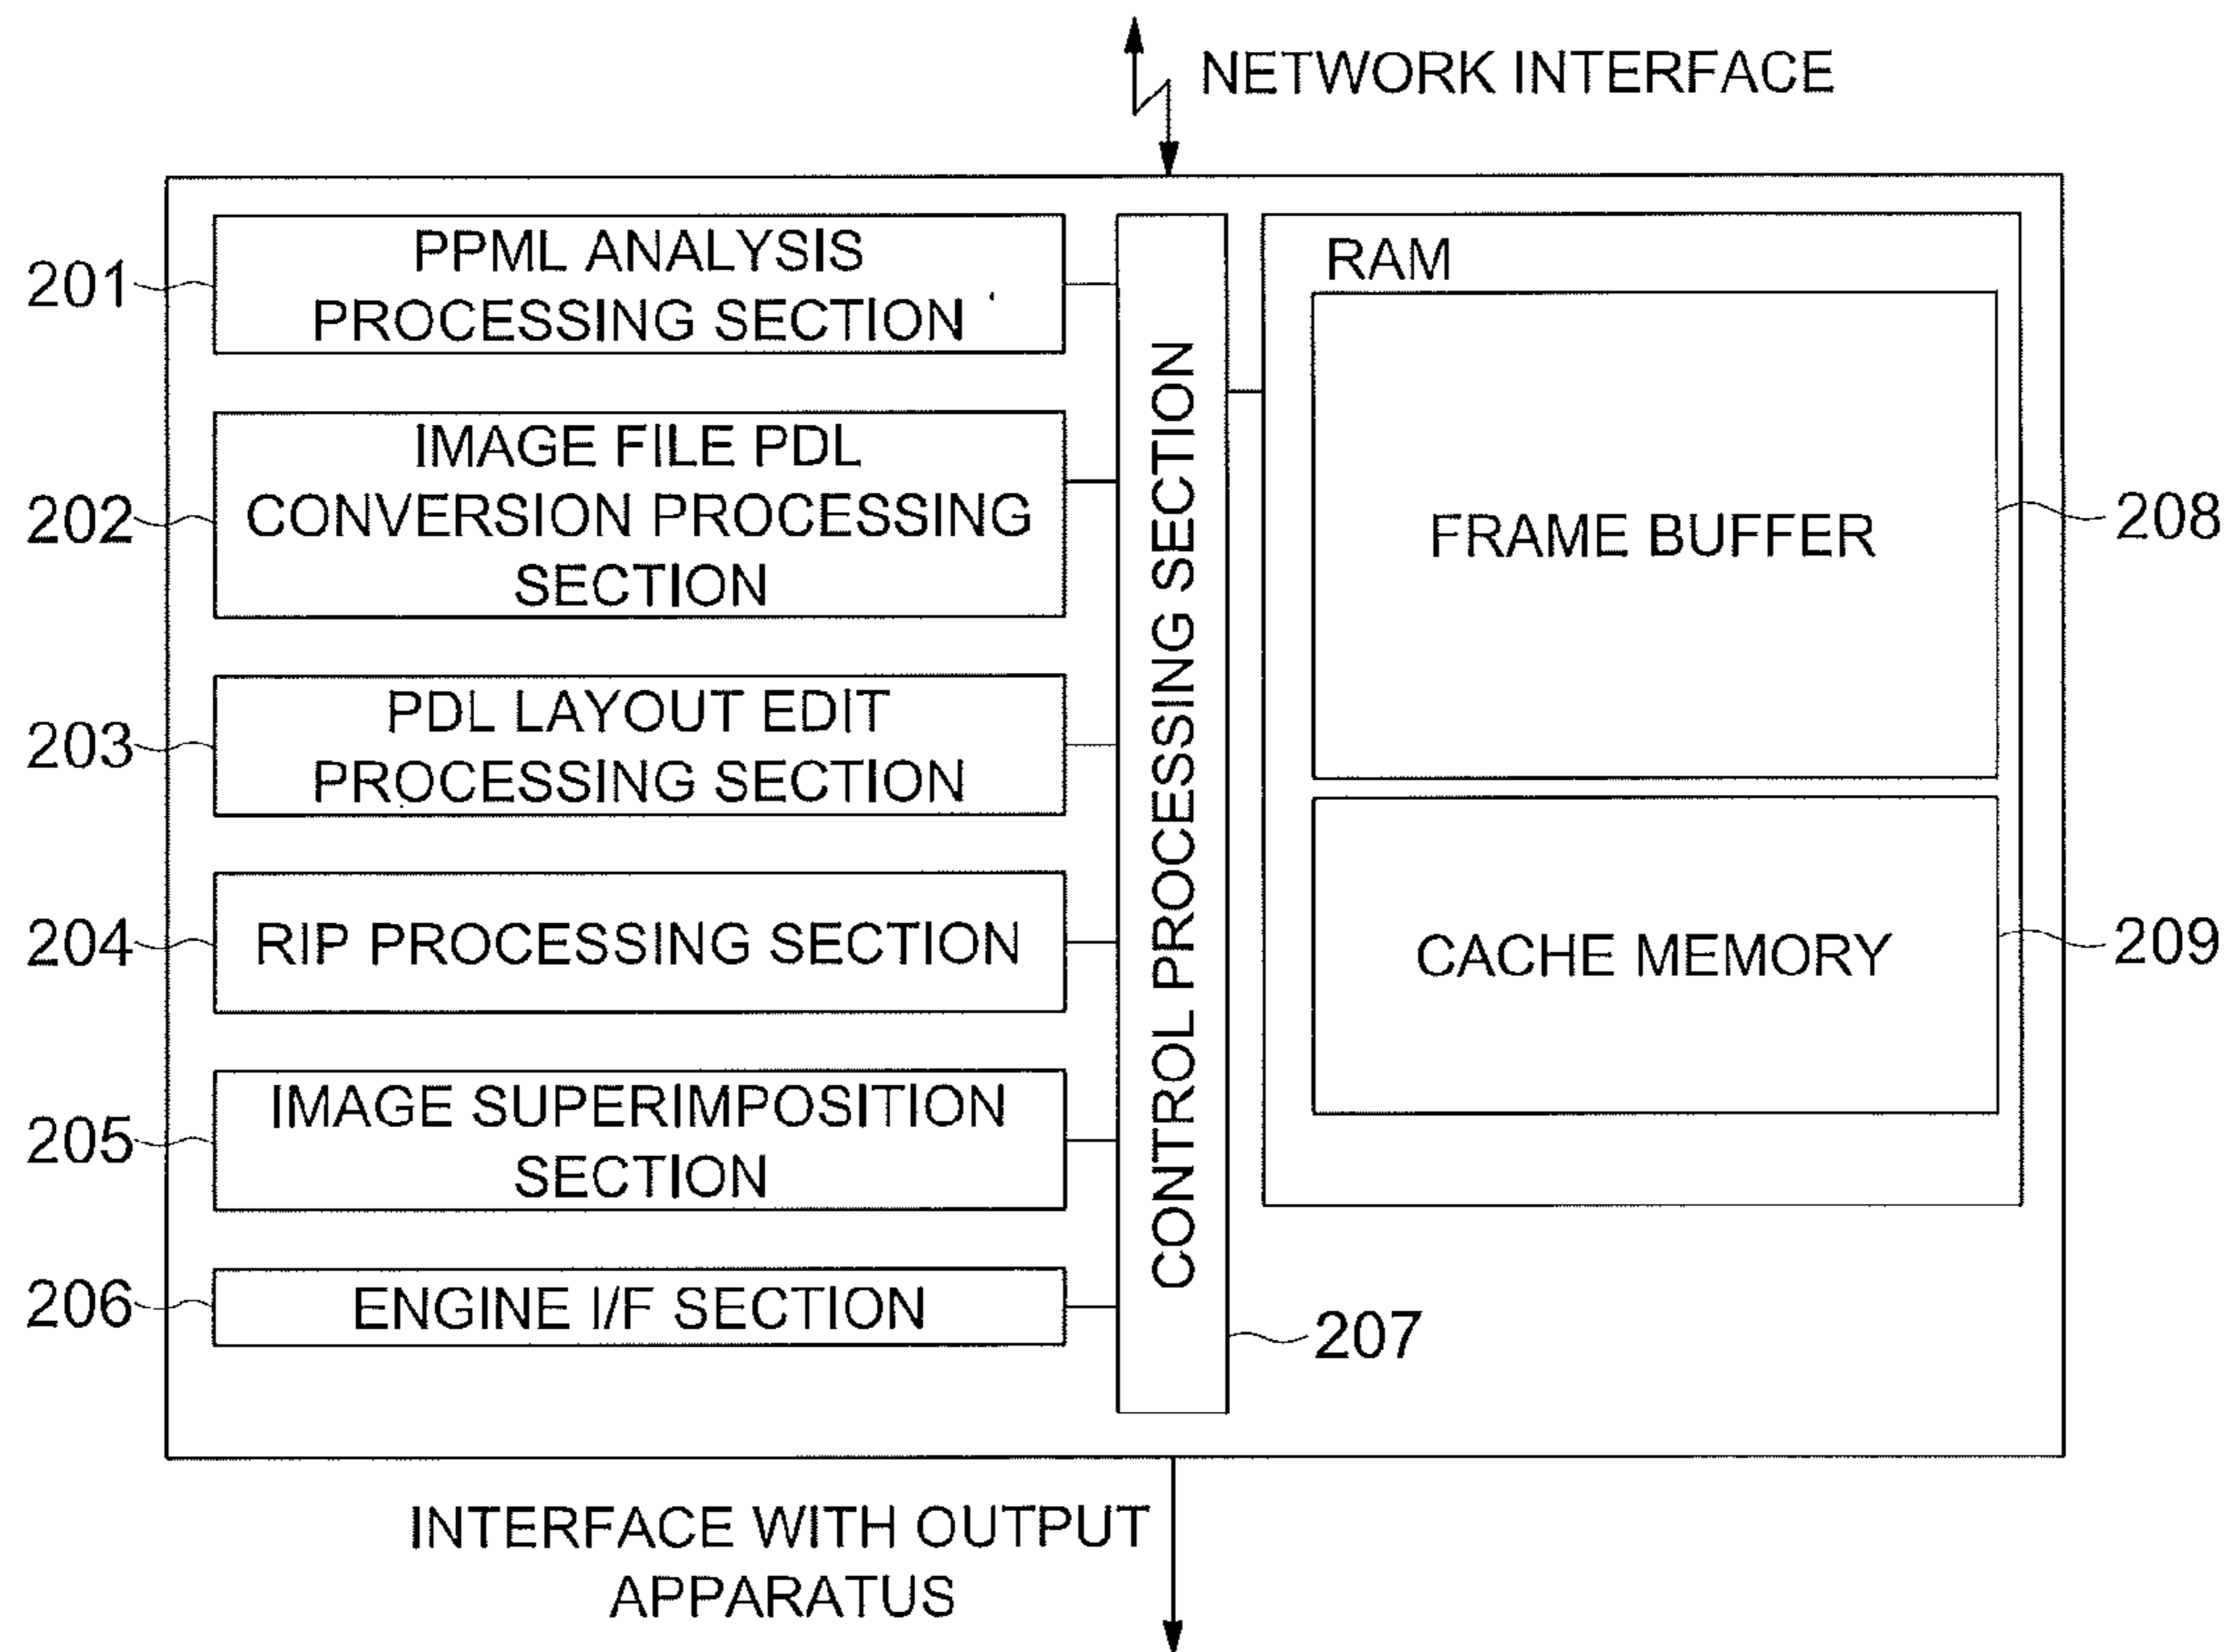 NETWORK INTERFACE
201
PPML ANALYSIS
PROCESSING SECTION
202
IMAGE FILE PDL
CONVERSION PROCESSING
SECTION
203
PDL LAYOUT EDIT
PROCESSING SECTION
204
RIP PROCESSING SECTION
205
IMAGE SUPERIMPOSITION
SECTION
206
ENGINE I/F SECTION
CONTROL PROCESSING SECTION
207
RAM
FRAME BUFFER
208
CACHE MEMORY
209
INTERFACE WITH OUTPUT
APPARATUS